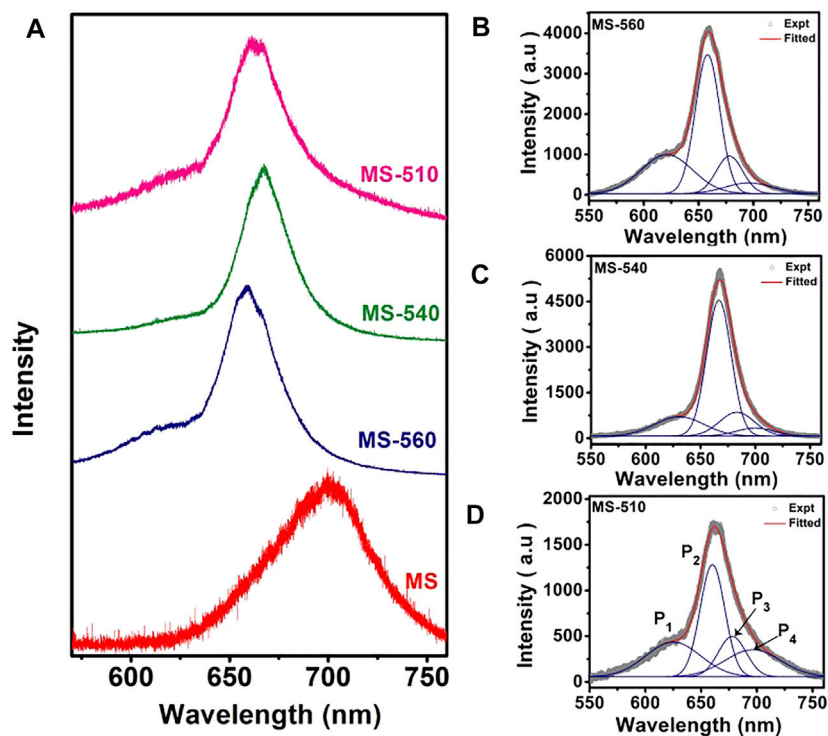 A
MS-510
MS-540
MS-560
MS
Intensity
600
650
700
750
Wavelength (nm)
B
MS-560
Expt
Fitted
Intensity ( a.u )
4000
3000
2000
1000
0
550
600
650
700
750
Wavelength (nm)
C
MS-540
Expt
Fitted
Intensity ( a.u )
6000
4500
3000
1500
0
550
600
650
700
750
Wavelength (nm)
D
MS-510
Expt
Fitted
P1
P2
P3
P4
Intensity ( a.u )
2000
1500
1000
500
0
550
600
650
700
750
Wavelength (nm)